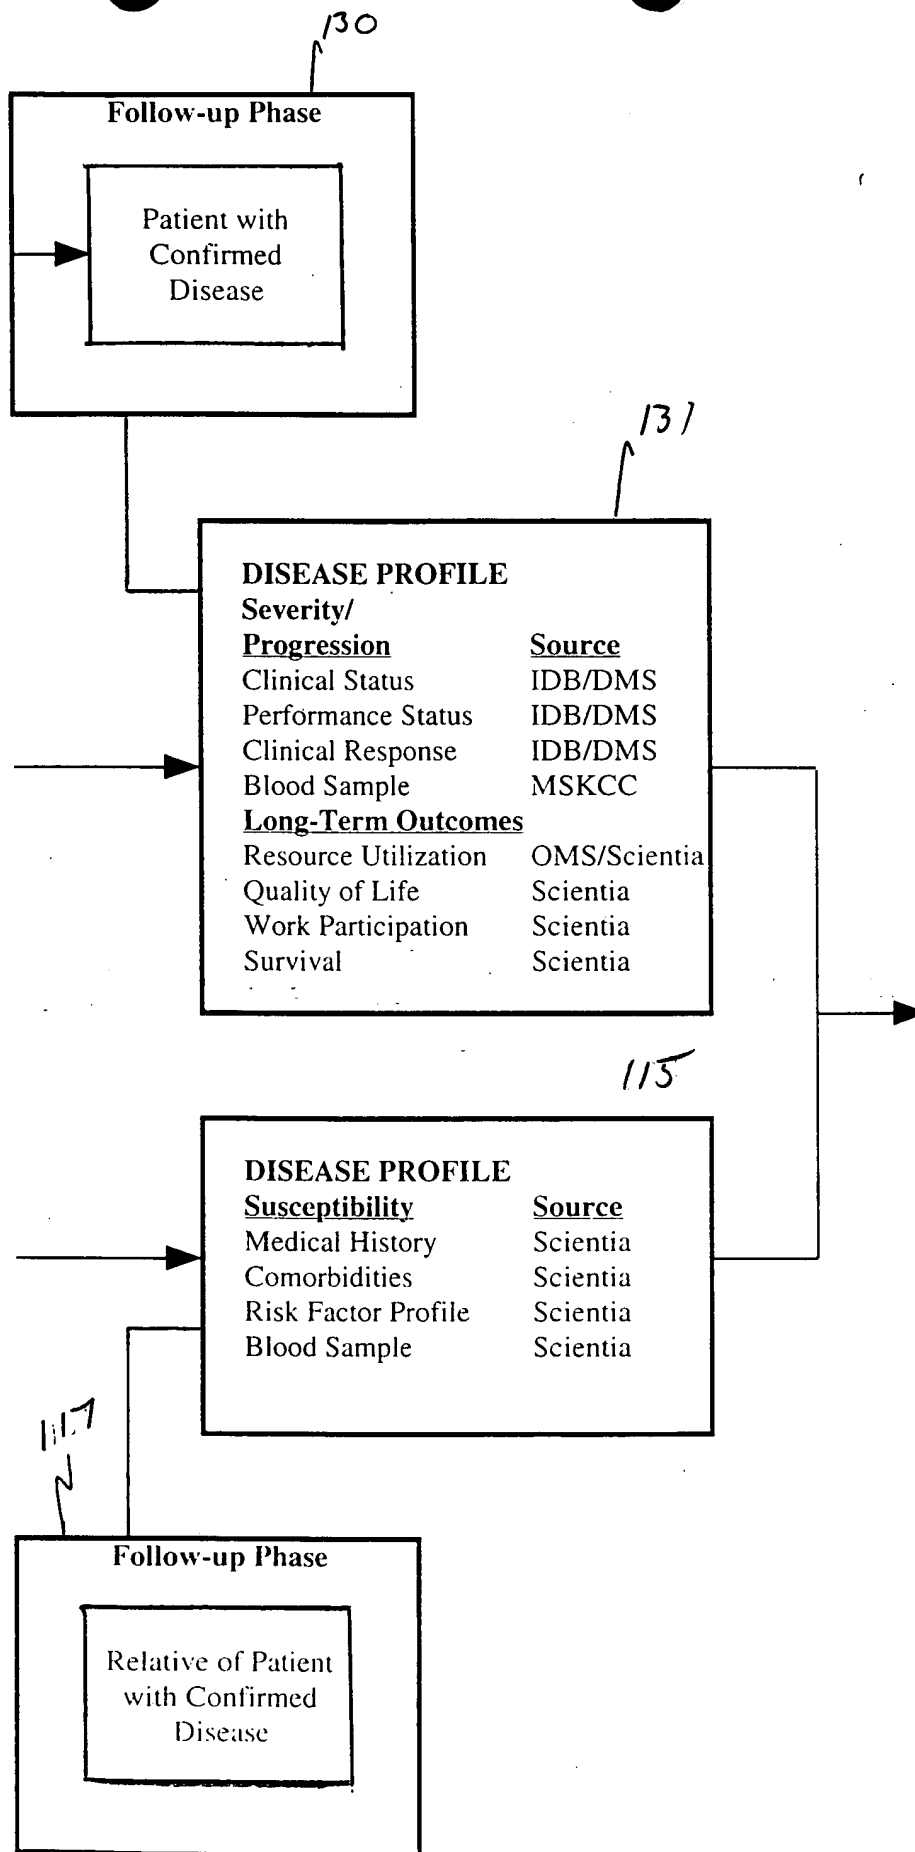 130
Follow-up Phase
Patient with
Confirmed
Disease
131
DISEASE PROFILE
Severity/
Progression Source
Clinical Status IDB/DMS
Performance Status IDB/DMS
Clinical Response IDB/DMS
Blood Sample MSKCC
Long-Term Outcomes
Resource Utilization OMS/Scientia
Quality of Life Scientia
Work Participation Scientia
Survival Scientia
115
DISEASE PROFILE
Susceptibility Source
Medical History Scientia
Comorbidities Scientia
Risk Factor Profile Scientia
Blood Sample Scientia
Follow-up Phase
Relative of Patient
with Confirmed
Disease